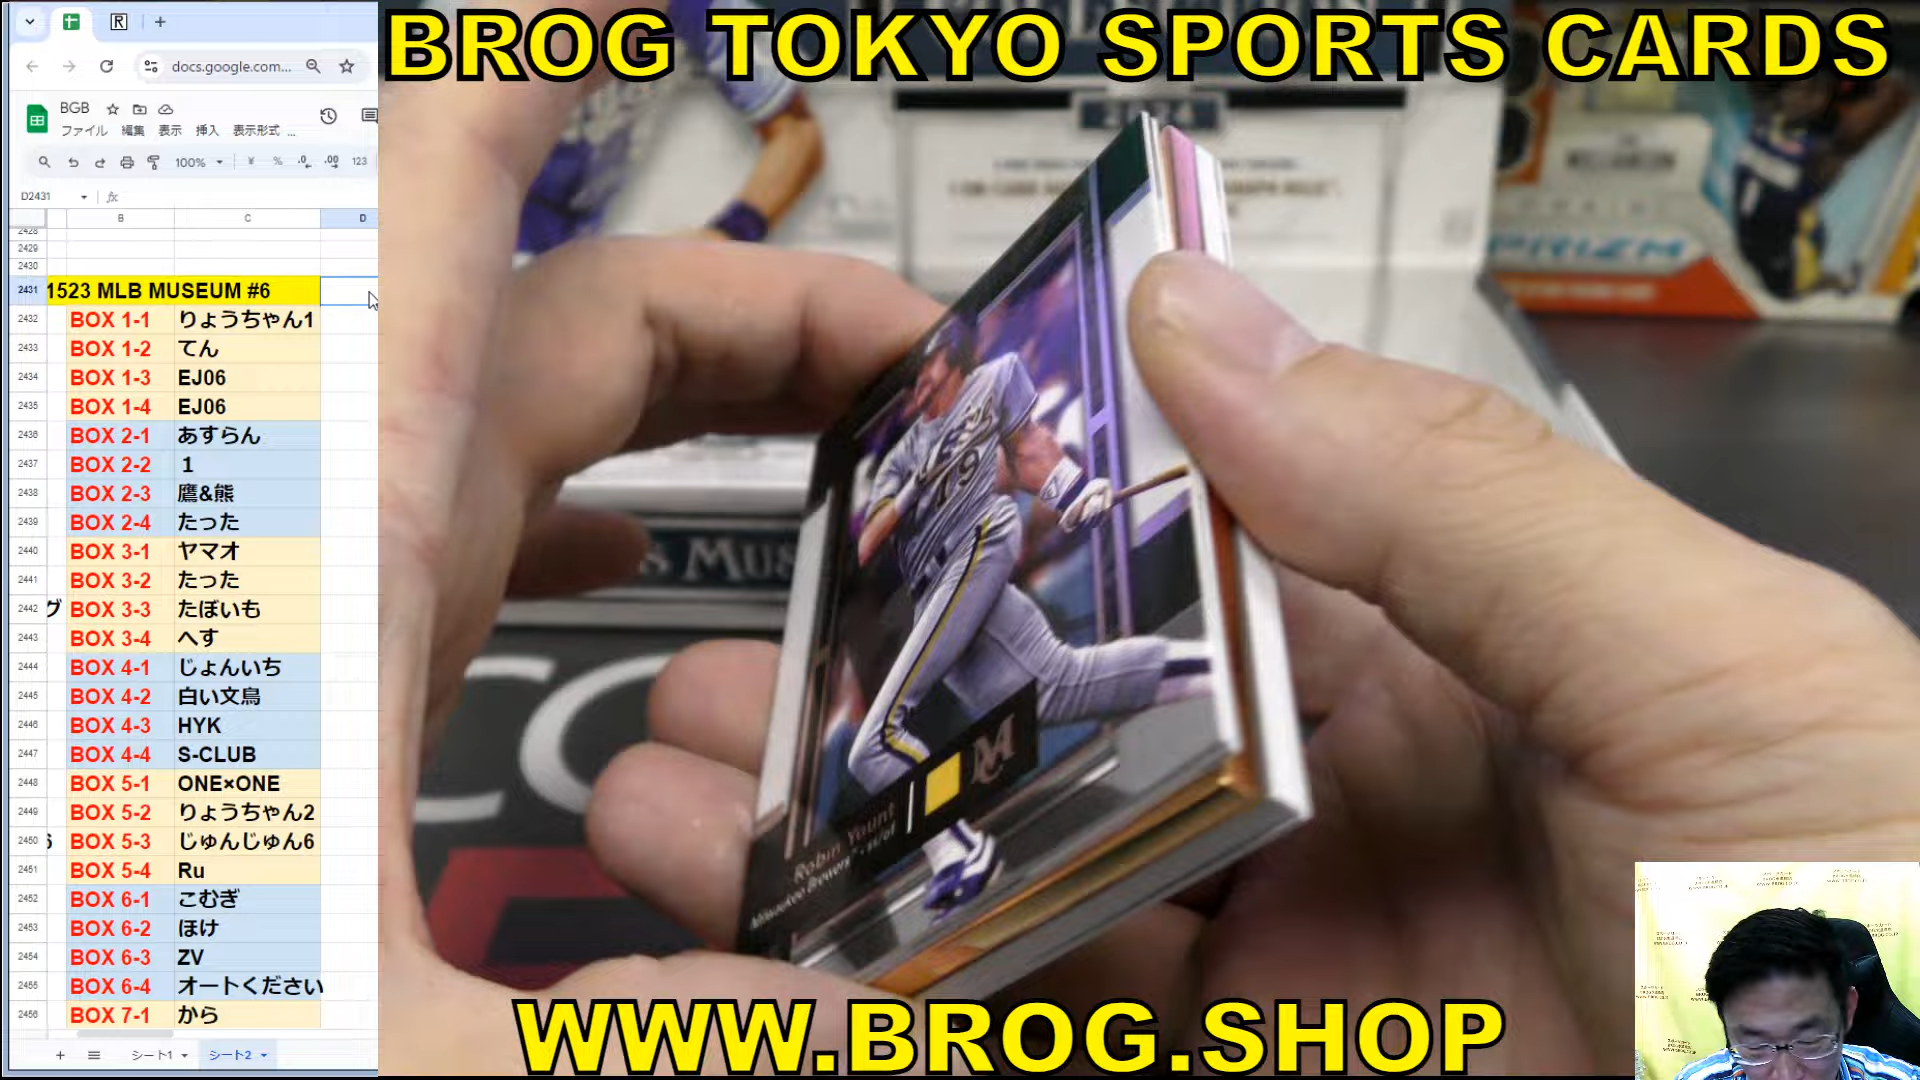 BROG TOKYO SPORTS CARDS
docs.google.com...
BGB
ファイル 編集 表示 挿入 表示形式 ...
100% ¥ % .0 .00 123
D2431 fx
B C D
2428
2429
2430
2431 1523 MLB MUSEUM #6
2432 BOX 1-1 りょうちゃん1
2433 BOX 1-2 てん
2434 BOX 1-3 EJ06
2435 BOX 1-4 EJ06
2436 BOX 2-1 あすらん
2437 BOX 2-2 1
2438 BOX 2-3 鷹&熊
2439 BOX 2-4 たった
2440 BOX 3-1 ヤマオ
2441 BOX 3-2 たった
2442 グ BOX 3-3 たぼいも
2443 BOX 3-4 へす
2444 BOX 4-1 じょんいち
2445 BOX 4-2 白い文鳥
2446 BOX 4-3 HYK
2447 BOX 4-4 S-CLUB
2448 BOX 5-1 ONE×ONE
2449 BOX 5-2 りょうちゃん2
2450 6 BOX 5-3 じゅんじゅん6
2451 BOX 5-4 Ru
2452 BOX 6-1 こむぎ
2453 BOX 6-2 ほけ
2454 BOX 6-3 ZV
2455 BOX 6-4 オートください
2456 BOX 7-1 から
シート1 シート2
2024
PRIZM
s Mus
19
M
Robin Yount
Milwaukee Brewers
WWW.BROG.SHOP